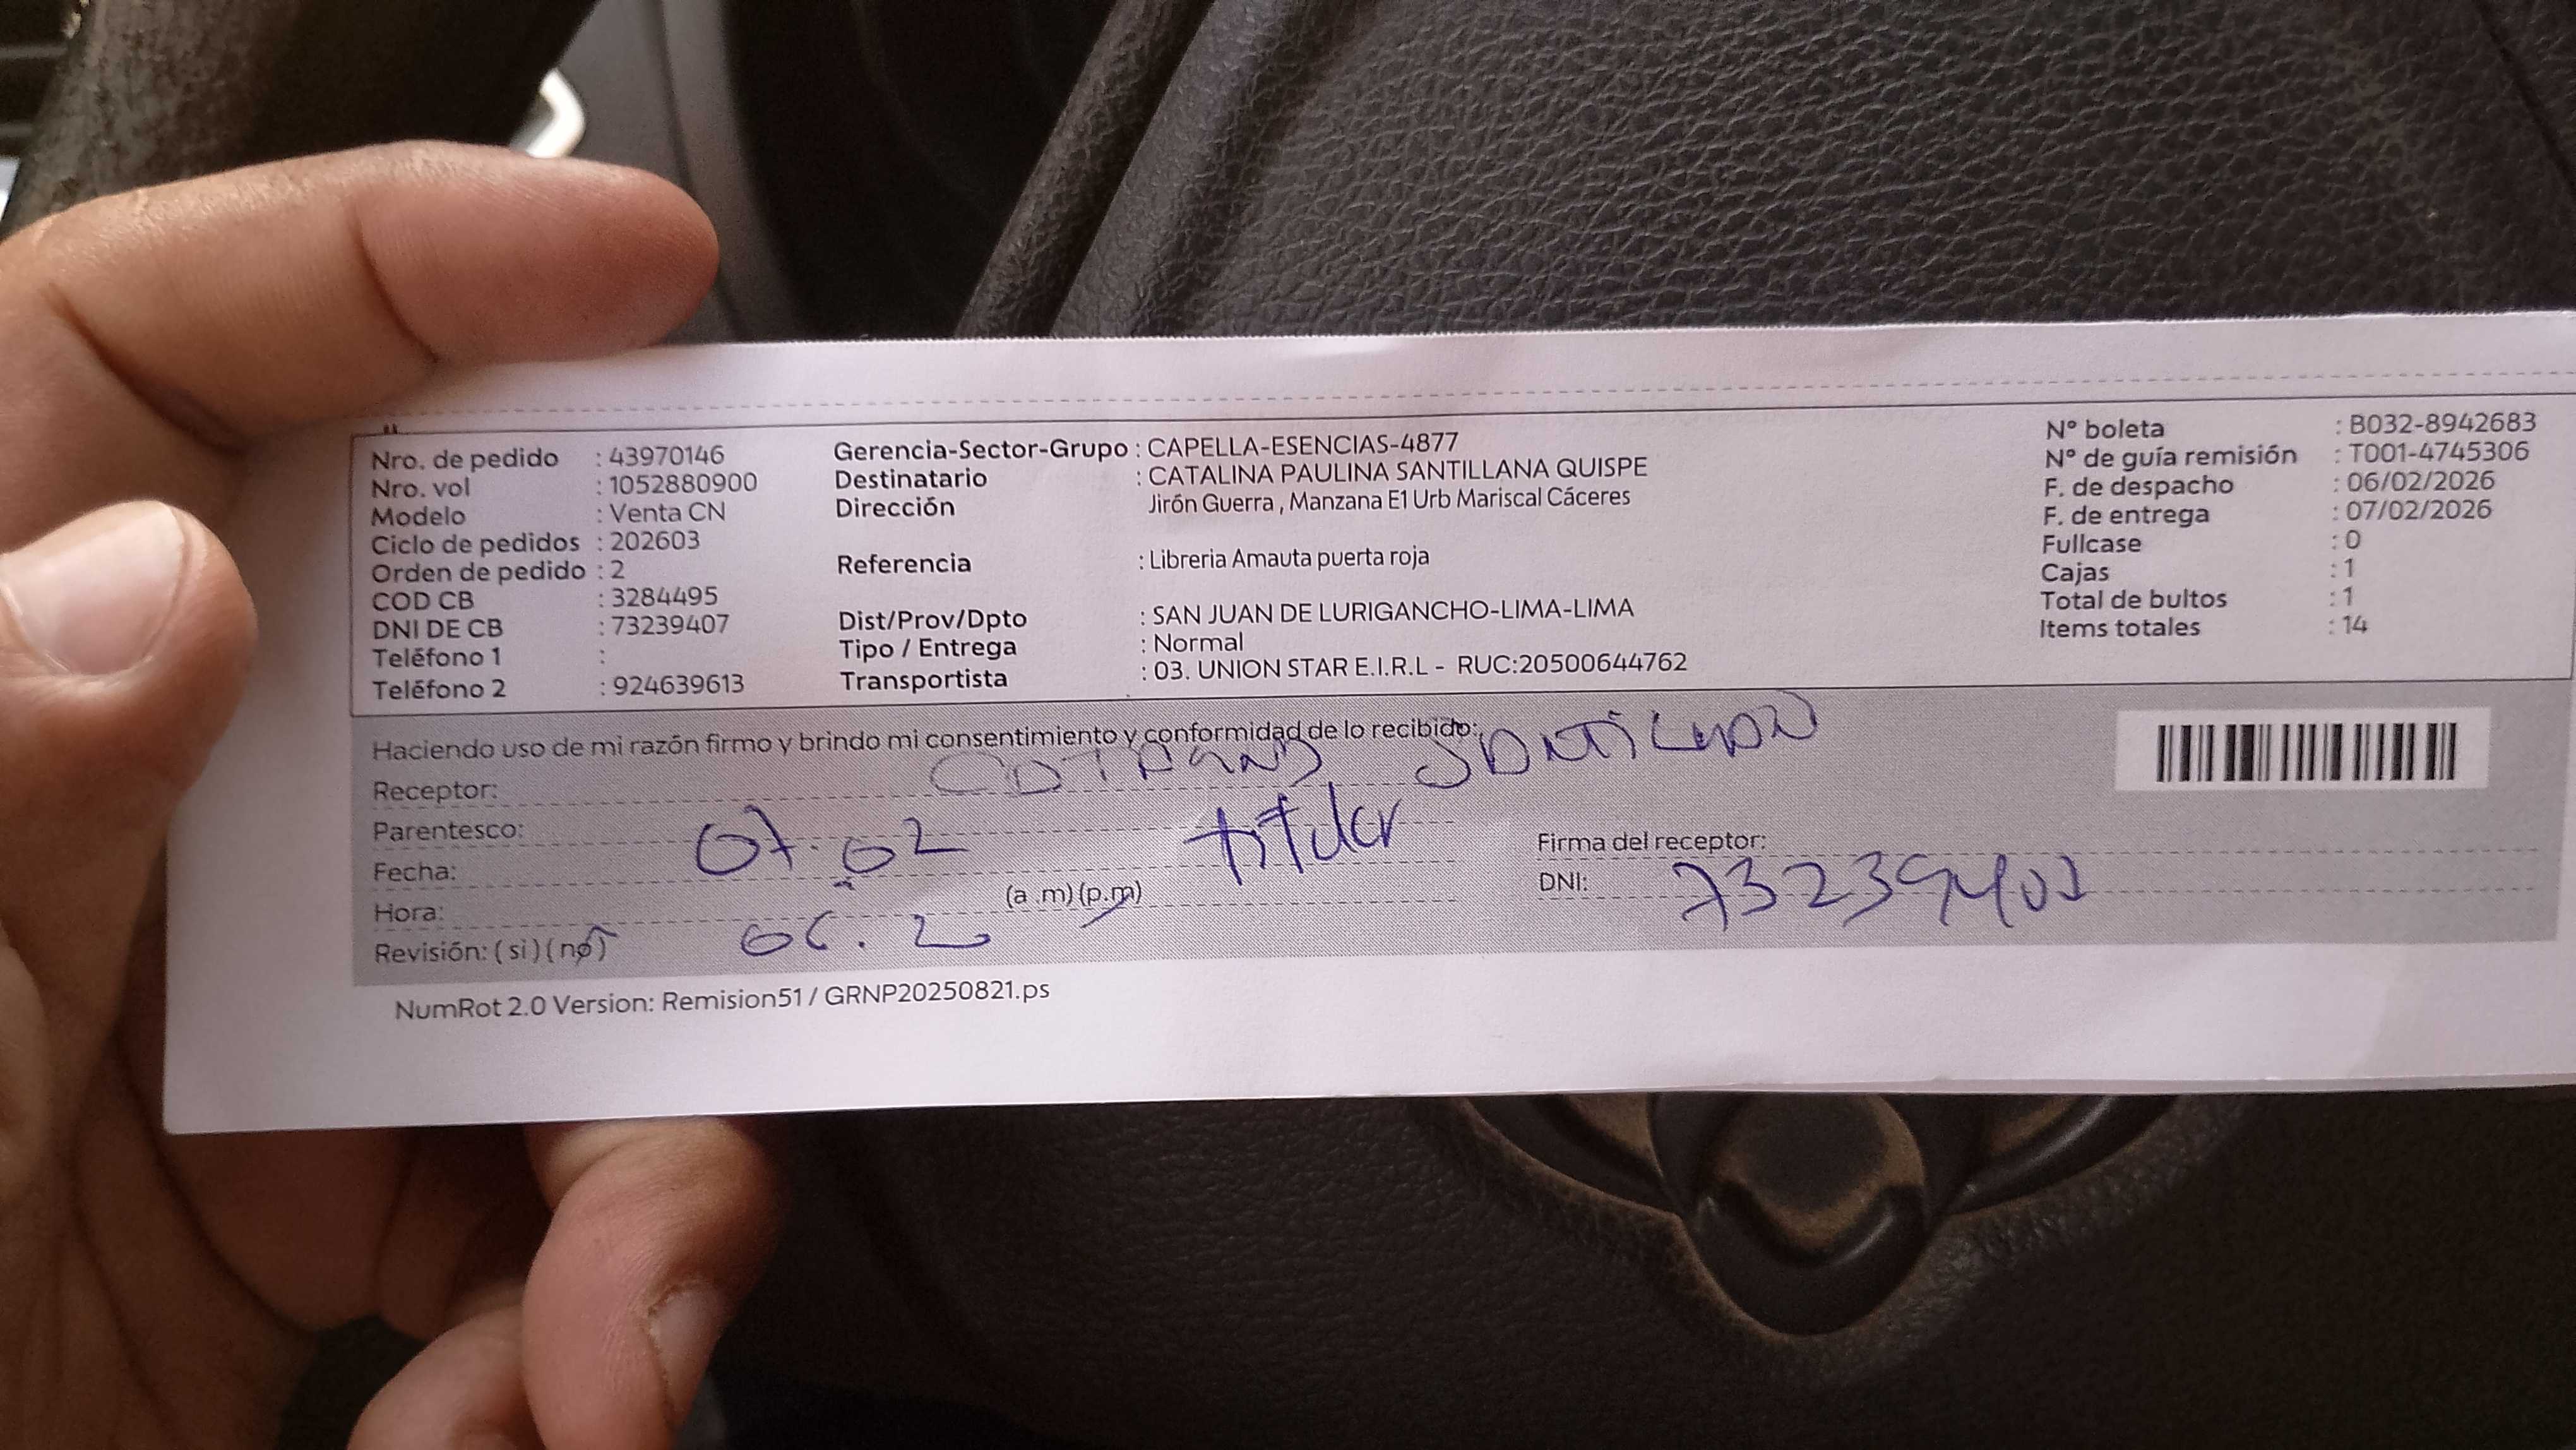 Nro. de pedido : 43970146
Nro. vol : 1052880900
Modelo : Venta CN
Ciclo de pedidos : 202603
Orden de pedido : 2
COD CB : 3284495
DNI DE CB : 73239407
Teléfono 1 :
Teléfono 2 : 924639613
Gerencia-Sector-Grupo : CAPELLA-ESENCIAS-4877
Destinatario : CATALINA PAULINA SANTILLANA QUISPE
Dirección Jirón Guerra , Manzana E1 Urb Mariscal Cáceres
Referencia : Libreria Amauta puerta roja
Dist/Prov/Dpto : SAN JUAN DE LURIGANCHO-LIMA-LIMA
Tipo / Entrega : Normal
Transportista : 03. UNION STAR E.I.R.L - RUC:20500644762
N° boleta : B032-8942683
N° de guía remisión : T001-4745306
F. de despacho : 06/02/2026
F. de entrega : 07/02/2026
Fullcase : 0
Cajas : 1
Total de bultos : 1
Items totales : 14
Haciendo uso de mi razón firmo y brindo mi consentimiento y conformidad de lo recibido:
Receptor:
Parentesco: titular
Fecha: 07.02
Hora: (a .m) (p.m)
Revisión: ( si ) ( no )
Firma del receptor:
DNI: 73239407
NumRot 2.0 Version: Remision51 / GRNP20250821.ps